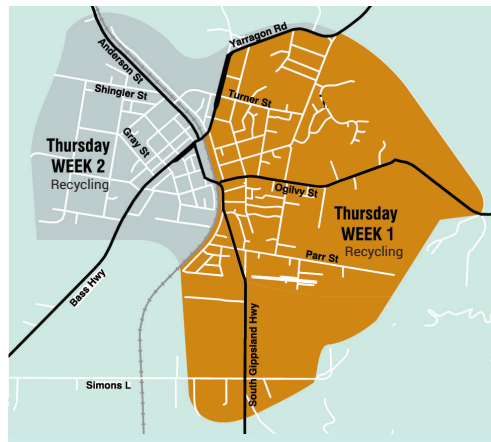 Yarragon Rd
Anderson St
Shingler St
Turner St
Gray St
Thursday
WEEK 2
Recycling
Ogilvy St
Thursday
WEEK 1
Recycling
Parr St
Bass Hwy
South Gippsland Hwy
Simons L